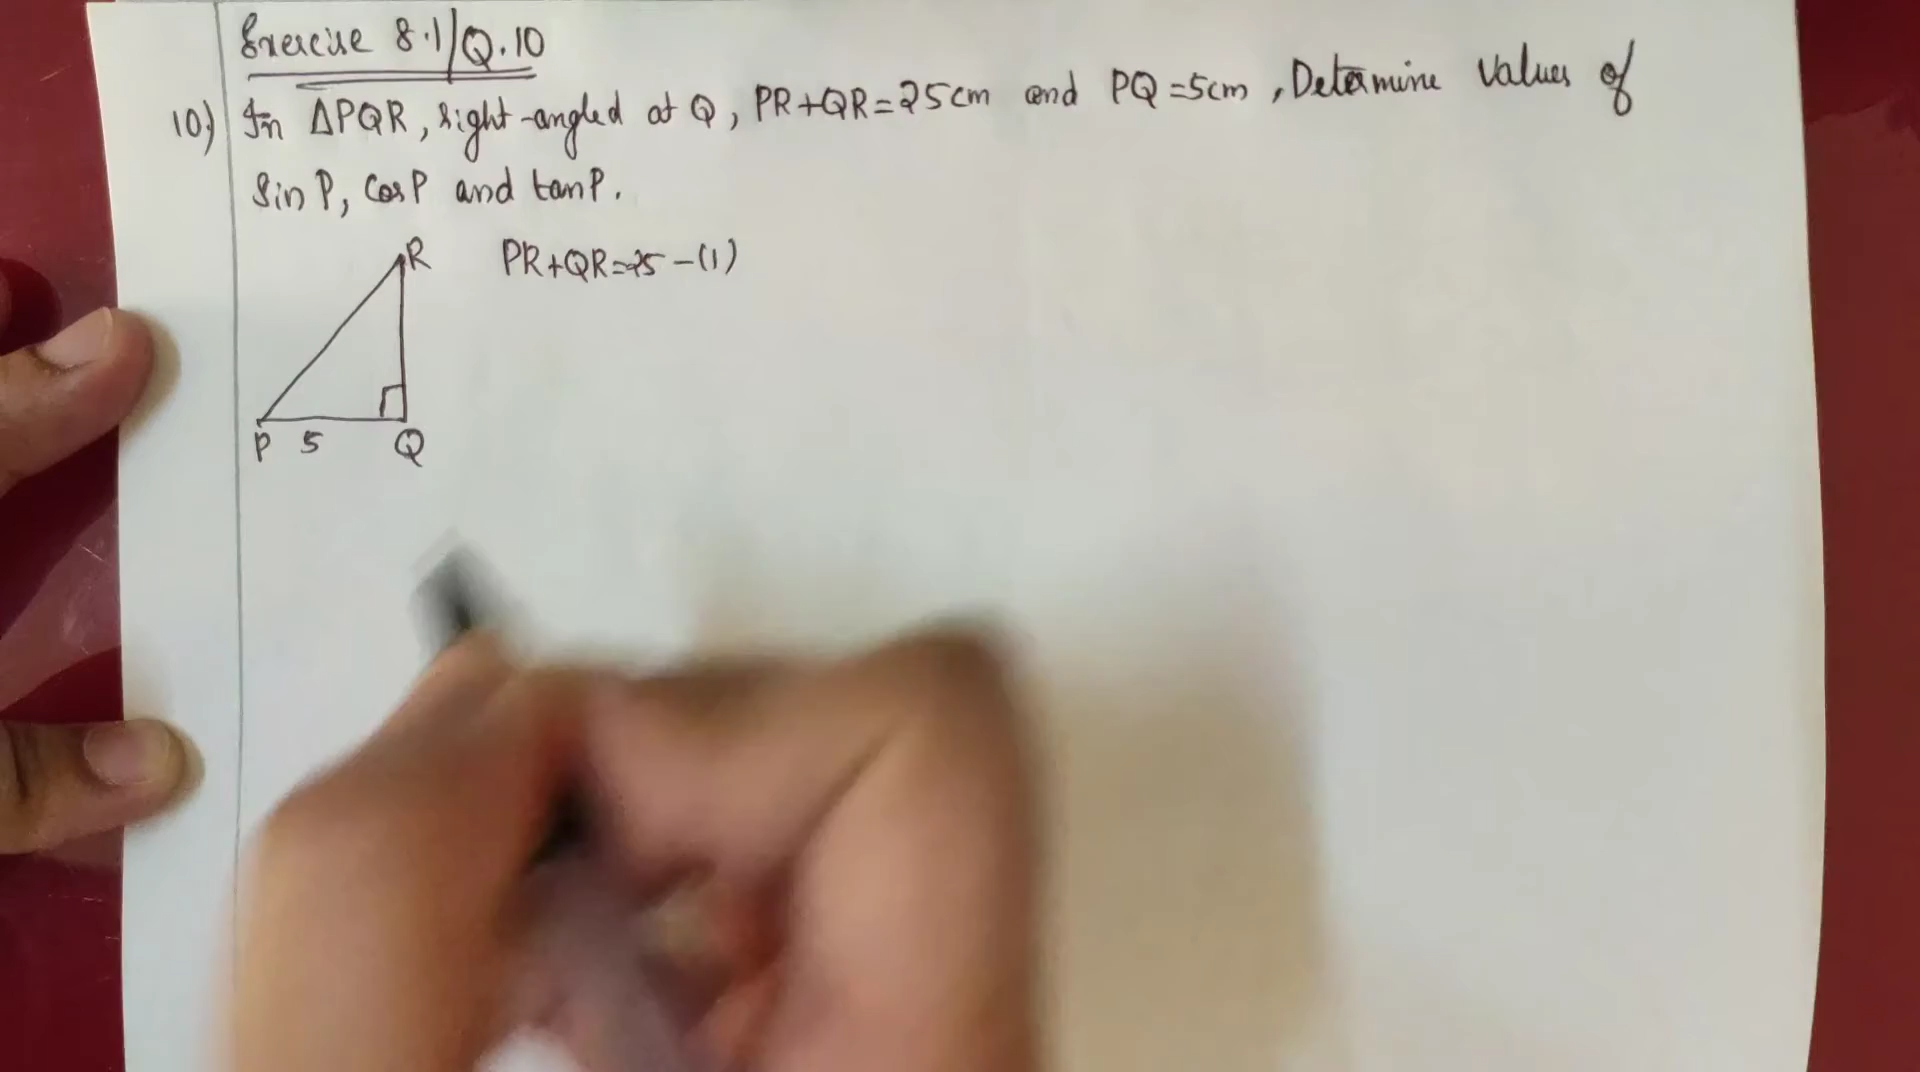 Exercise 8.1/Q.10
10) In ΔPQR, right-angled at Q, PR+QR=25cm and PQ=5cm, Determine values of
Sin P, Cos P and tan P.
R
PR+QR=25-(1)
P 5 Q